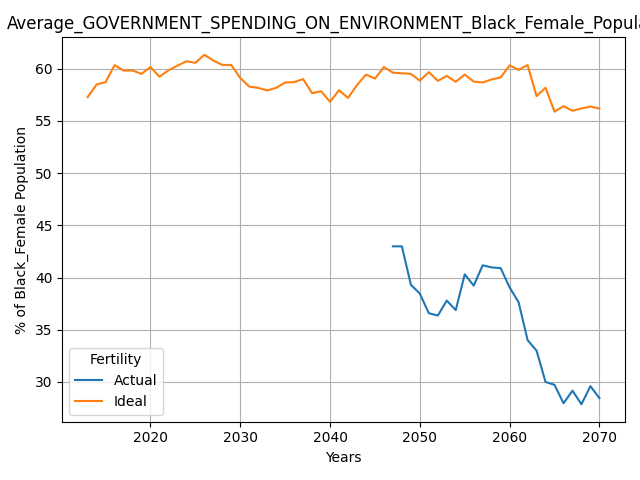 Average_GOVERNMENT_SPENDING_ON_ENVIRONMENT_Black_Female_Popula
% of Black_Female Population
60
55
50
45
40
35
30
Fertility
Actual
Ideal
2020 2030 2040 2050 2060 2070
Years